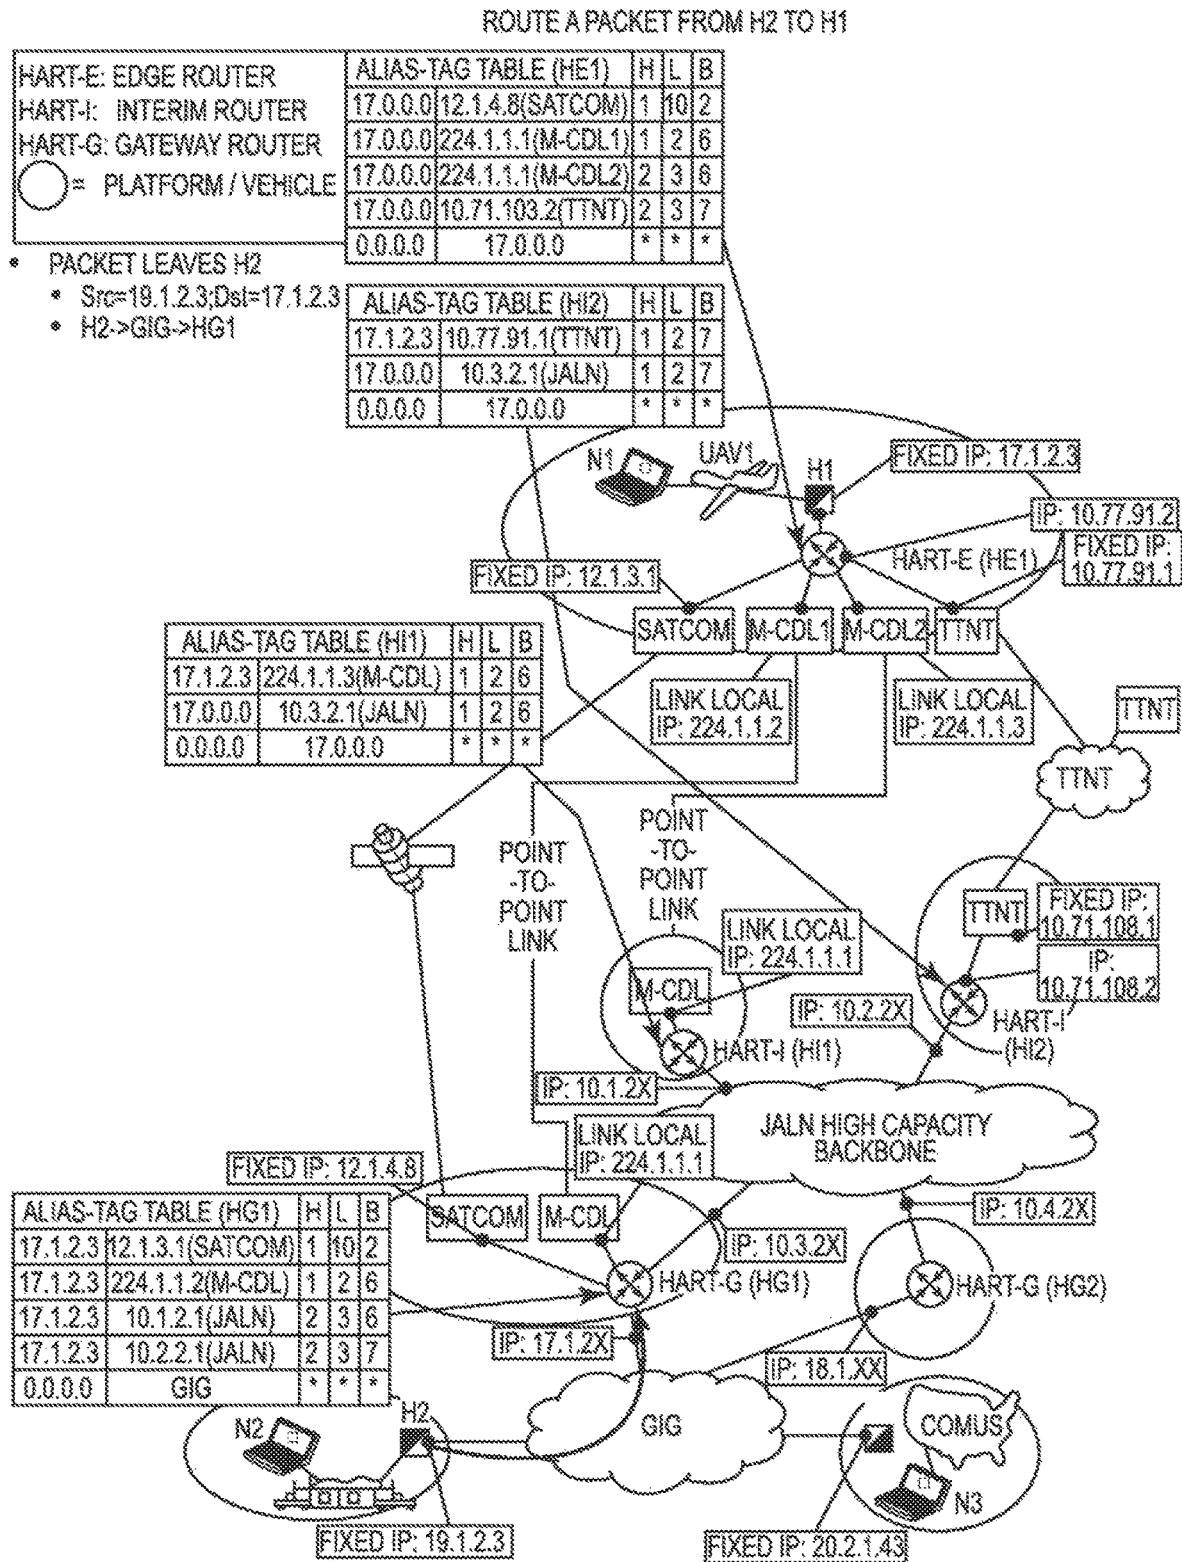 ROUTE A PACKET FROM H2 TO H1
HART-E: EDGE ROUTER
HART-I: INTERIM ROUTER
HART-G: GATEWAY ROUTER
= PLATFORM / VEHICLE
ALIAS-TAG TABLE (HE1) H L B
17.0.0.0 12.1.4.8(SATCOM) 1 10 2
17.0.0.0 224.1.1.1(M-CDL1) 1 2 6
17.0.0.0 224.1.1.1(M-CDL2) 2 3 6
17.0.0.0 10.71.103.2(TTNT) 2 3 7
0.0.0.0 17.0.0.0 * * *
• PACKET LEAVES H2
• Src=19.1.2.3;Dst=17.1.2.3
• H2->GIG->HG1
ALIAS-TAG TABLE (HI2) H L B
17.1.2.3 10.77.91.1(TTNT) 1 2 7
17.0.0.0 10.3.2.1(JALN) 1 2 7
0.0.0.0 17.0.0.0 * * *
N1
UAV1
H1
FIXED IP: 17.1.2.3
IP: 10.77.91.2
HART-E (HE1)
FIXED IP:
10.77.91.1
FIXED IP: 12.1.3.1
SATCOM
M-CDL1
M-CDL2
TTNT
ALIAS-TAG TABLE (HI1) H L B
17.1.2.3 224.1.1.3(M-CDL) 1 2 6
17.0.0.0 10.3.2.1(JALN) 1 2 6
0.0.0.0 17.0.0.0 * * *
LINK LOCAL
IP: 224.1.1.2
LINK LOCAL
IP: 224.1.1.3
TTNT
TTNT
POINT
-TO-
POINT
LINK
POINT
-TO-
POINT
LINK
TTNT
FIXED IP:
10.71.108.1
IP:
10.71.108.2
LINK LOCAL
IP: 224.1.1.1
M-CDL
HART-I (HI1)
IP: 10.2.2X
HART-I
(HI2)
IP: 10.1.2X
JALN HIGH CAPACITY
BACKBONE
LINK LOCAL
IP: 224.1.1.1
FIXED IP: 12.1.4.8
SATCOM
M-CDL
IP: 10.3.2X
IP: 10.4.2X
ALIAS-TAG TABLE (HG1) H L B
17.1.2.3 12.1.3.1(SATCOM) 1 10 2
17.1.2.3 224.1.1.2(M-CDL) 1 2 6
17.1.2.3 10.1.2.1(JALN) 2 3 6
17.1.2.3 10.2.2.1(JALN) 2 3 7
0.0.0.0 GIG * * *
HART-G (HG1)
HART-G (HG2)
IP: 17.1.2X
IP: 18.1.XX
N2
H2
GIG
COMUS
N3
FIXED IP: 19.1.2.3
FIXED IP: 20.2.1.43